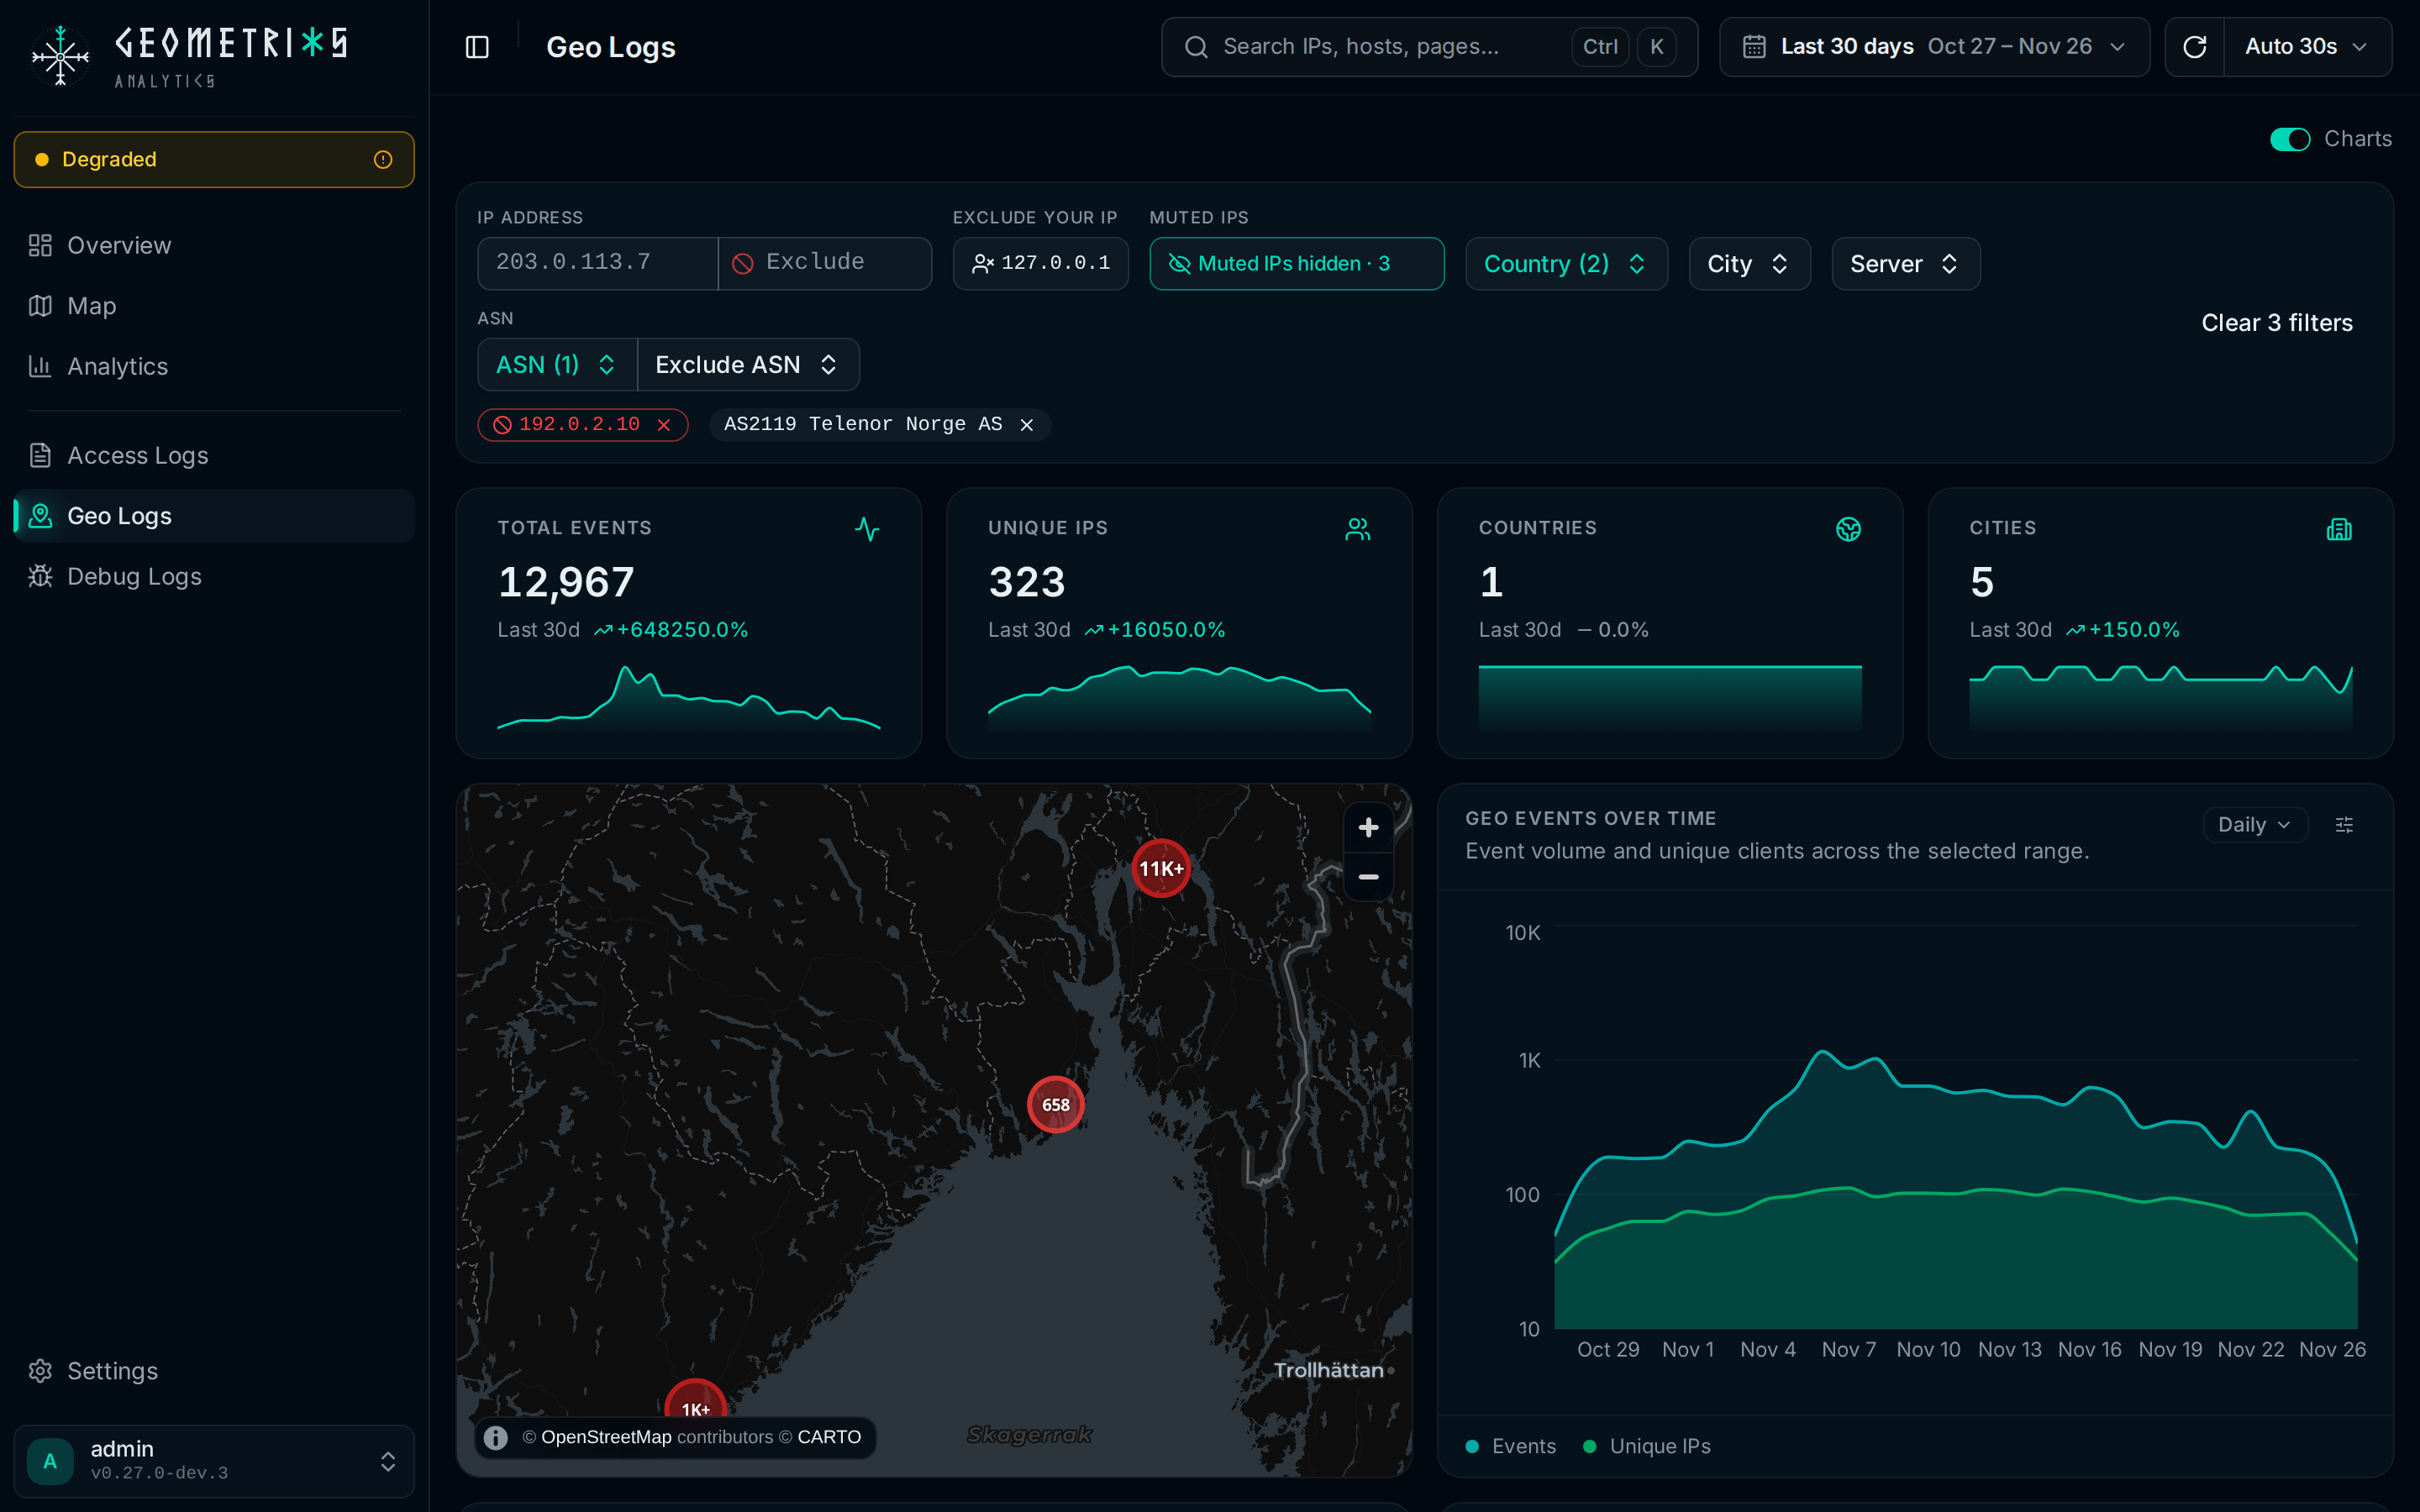 GEOMETRI*S
ANALYTICS
Degraded
Overview
Map
Analytics
Access Logs
Geo Logs
Debug Logs
Settings
A
admin
v0.27.0-dev.3
Geo Logs
Search IPs, hosts, pages...
Ctrl
K
Last 30 days Oct 27 – Nov 26
Auto 30s
Charts
IP ADDRESS
EXCLUDE YOUR IP
MUTED IPS
203.0.113.7
Exclude
127.0.0.1
Muted IPs hidden · 3
Country (2)
City
Server
ASN
Clear 3 filters
ASN (1)
Exclude ASN
192.0.2.10
AS2119 Telenor Norge AS
TOTAL EVENTS
12,967
Last 30d +648250.0%
UNIQUE IPS
323
Last 30d +16050.0%
COUNTRIES
1
Last 30d — 0.0%
CITIES
5
Last 30d +150.0%
11K+
658
1K+
Trollhättan
Skagerrak
© OpenStreetMap contributors © CARTO
GEO EVENTS OVER TIME
Event volume and unique clients across the selected range.
Daily
10K
1K
100
10
Oct 29 Nov 1 Nov 4 Nov 7 Nov 10 Nov 13 Nov 16 Nov 19 Nov 22 Nov 26
Events
Unique IPs